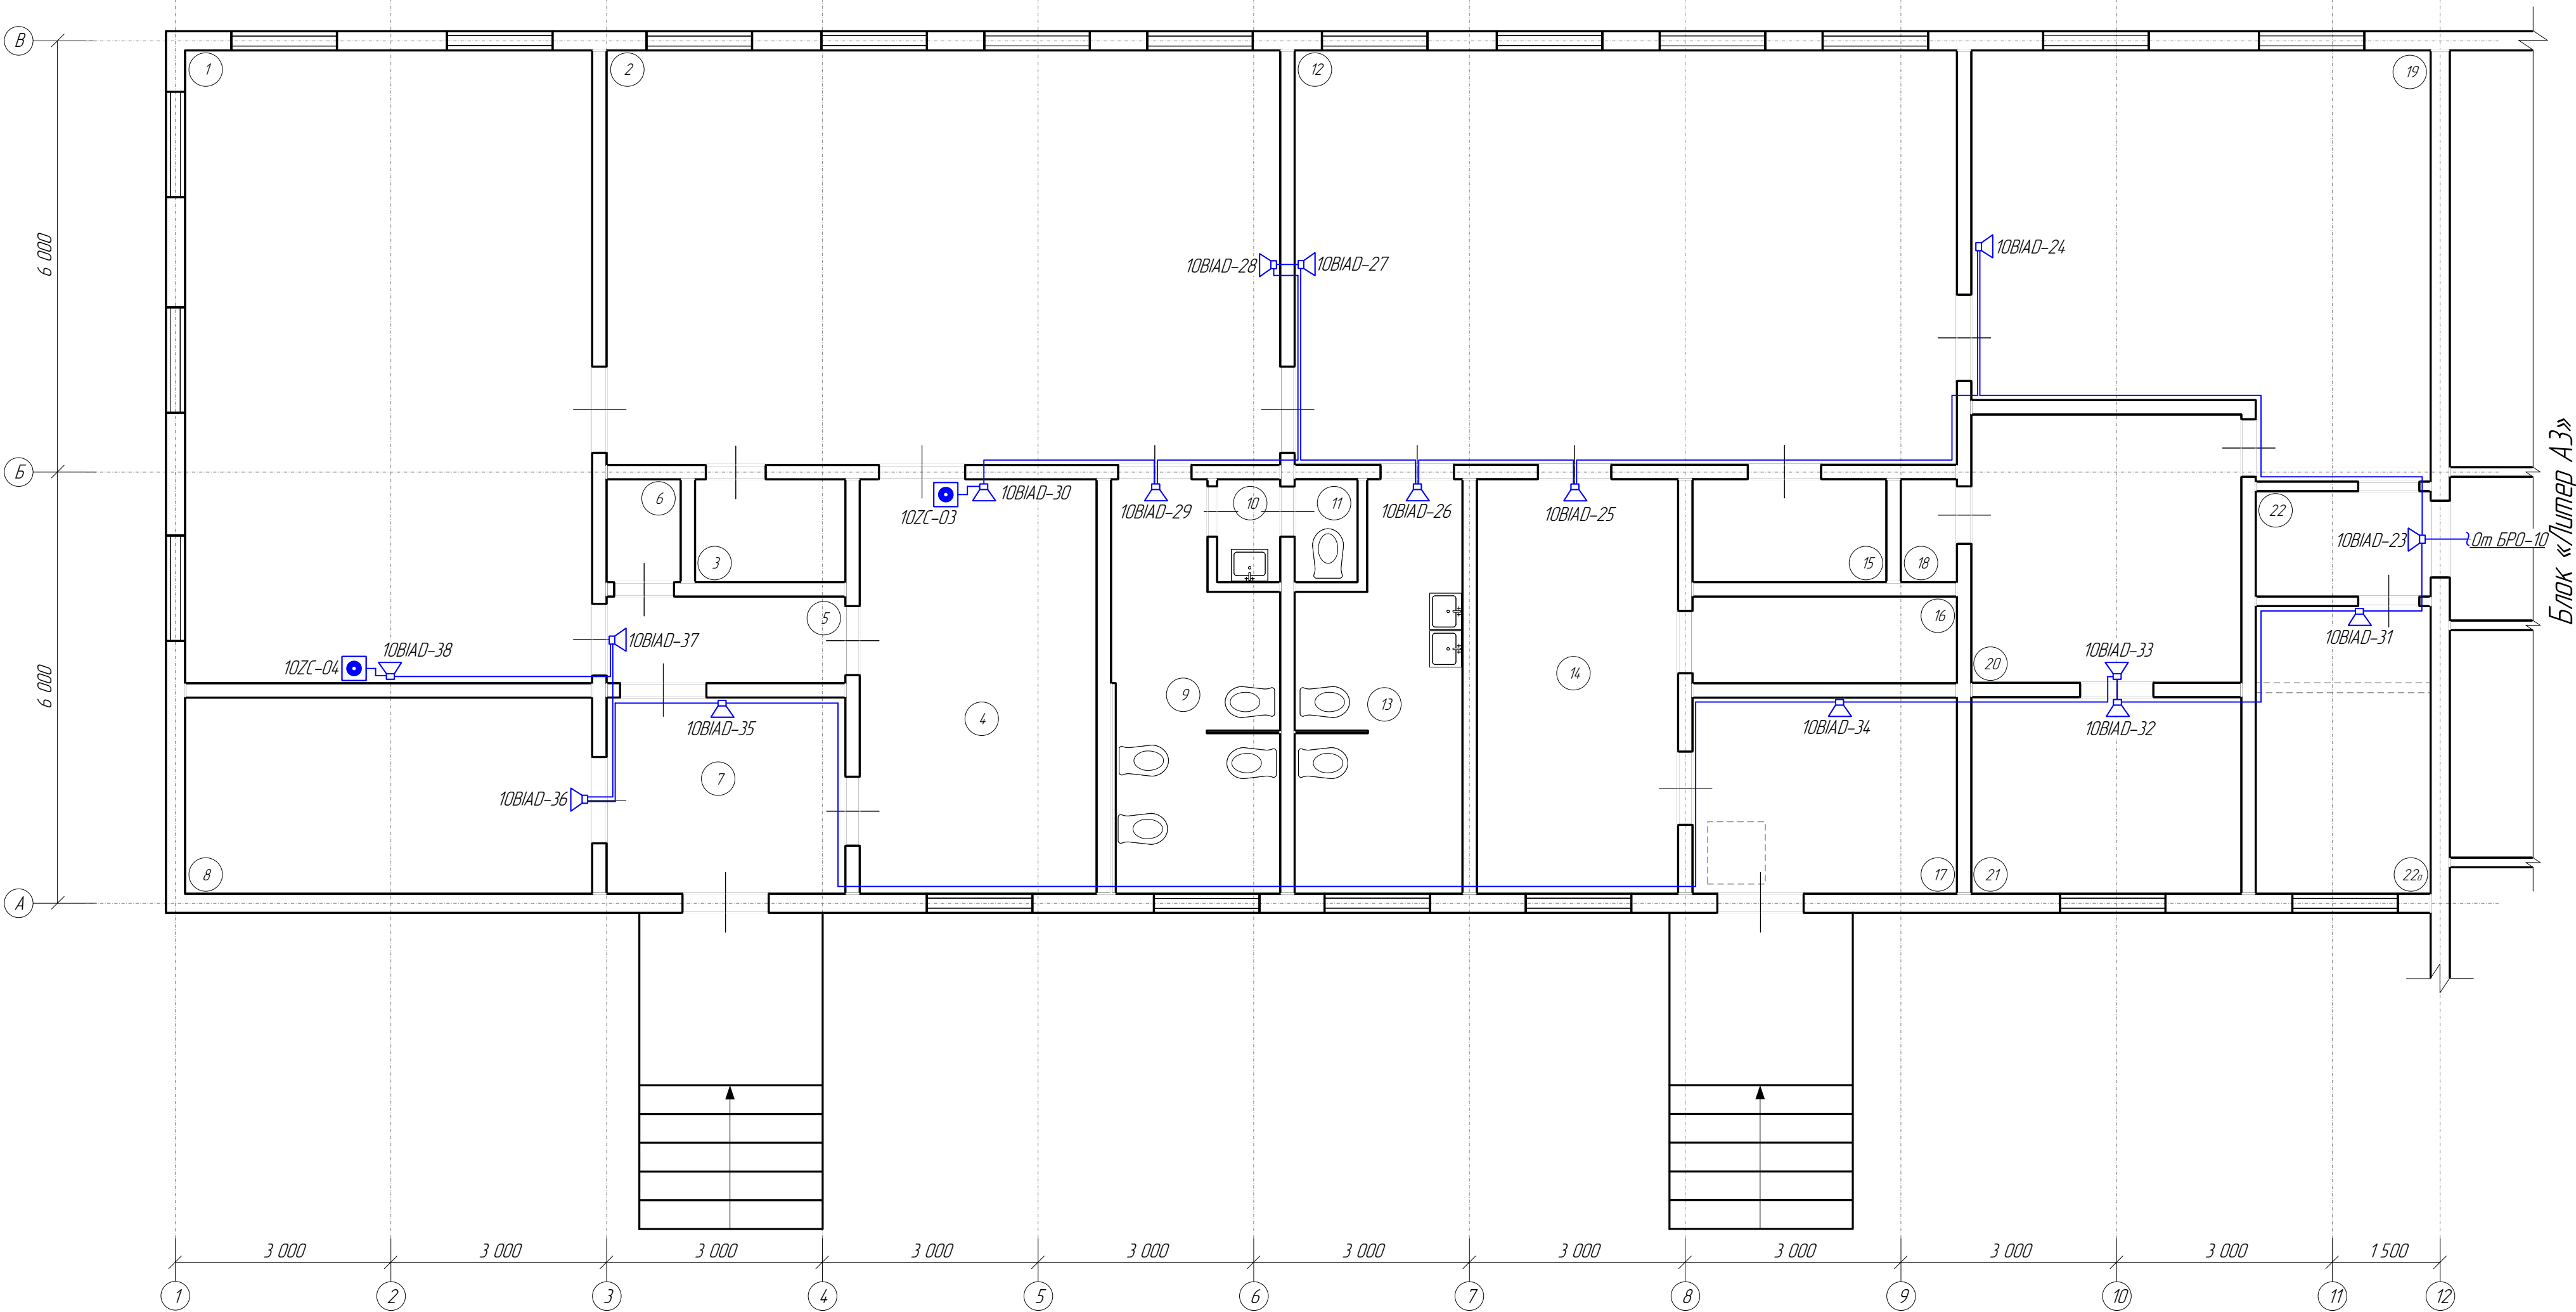 В
1
2
12
19
6 000
10BIAD-28
10BIAD-27
10BIAD-24
Б
6
10ZC-03
10BIAD-30
10BIAD-29
10
11
10BIAD-26
10BIAD-25
22
10BIAD-23
От БРО-10
Блок «Литер А3»
3
15
18
5
16
10BIAD-31
10ZC-04
10BIAD-38
10BIAD-37
6 000
14
20
10BIAD-33
9
13
4
10BIAD-35
10BIAD-34
10BIAD-32
7
10BIAD-36
8
17
21
22а
А
3 000
3 000
3 000
3 000
3 000
3 000
3 000
3 000
3 000
3 000
1 500
1
2
3
4
5
6
7
8
9
10
11
12